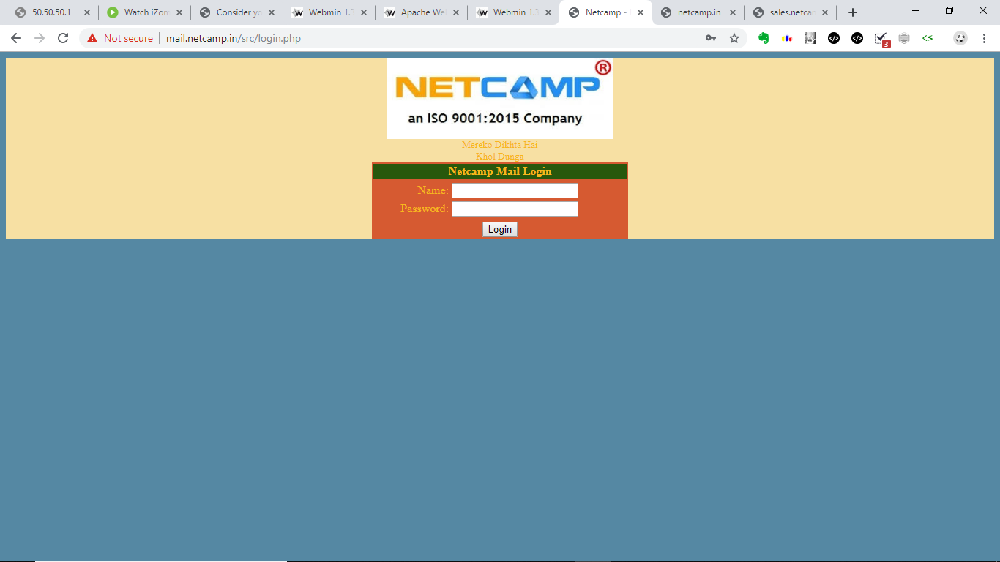 50.50.50.1
Watch iZom
Consider yo
Webmin 1.3
Apache We
Webmin 1.3
Netcamp -
netcamp.in
sales.netcar
Not secure
mail.netcamp.in/src/login.php
3
NETCAMP®
an ISO 9001:2015 Company
Mereko Dikhta Hai
Khol Dunga
Netcamp Mail Login
Name:
Password:
Login